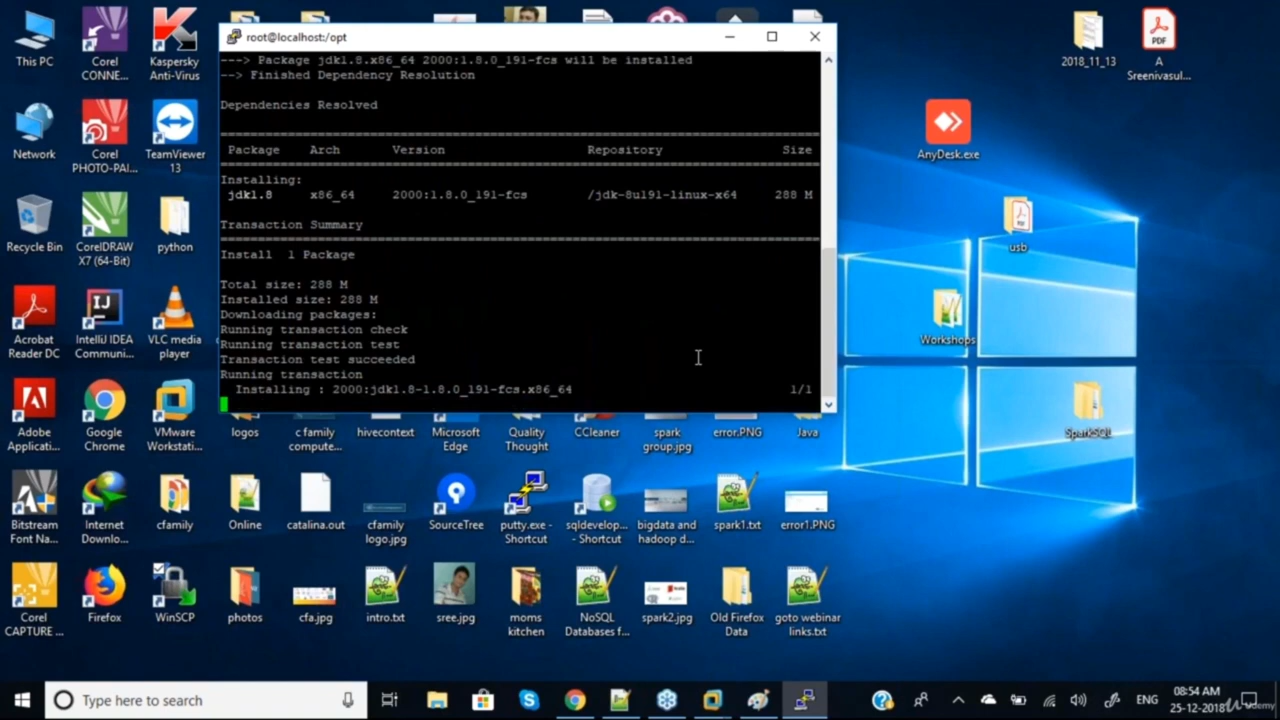 root@localhost:/opt
---> Package jdk1.8.x86_64 2000:1.8.0_191-fcs will be installed
--> Finished Dependency Resolution
Dependencies Resolved
Package Arch Version Repository Size
Installing:
jdk1.8 x86_64 2000:1.8.0_191-fcs /jdk-8u191-linux-x64 288 M
Transaction Summary
Install 1 Package
Total size: 288 M
Installed size: 288 M
Downloading packages:
Running transaction check
Running transaction test
Transaction test succeeded
Running transaction
Installing : 2000:jdk1.8-1.8.0_191-fcs.x86_64 1/1
This PC
Corel
CONNE...
Kaspersky
Anti-Virus
2018_11_13
PDF
A
Sreenivasul...
Network
Corel
PHOTO-PAI...
TeamViewer
13
AnyDesk.exe
Recycle Bin
CorelDRAW
X7 (64-Bit)
python
usb
Acrobat
Reader DC
IJ
IntelliJ IDEA
Communi...
VLC media
player
Workshops
Adobe
Applicati...
Google
Chrome
VMware
Workstati...
logos
c family
compute...
hivecontext
Microsoft
Edge
Quality
Thought
CCleaner
spark
group.jpg
error.PNG
Java
SparkSQL
Bitstream
Font Na...
Internet
Downlo...
cfamily
Online
catalina.out
cfamily
logo.jpg
SourceTree
putty.exe -
Shortcut
sqldevelop...
- Shortcut
bigdata and
hadoop d...
spark1.txt
error1.PNG
Corel
CAPTURE ...
Firefox
WinSCP
photos
cfa.jpg
intro.txt
sree.jpg
moms
kitchen
NoSQL
Databases f...
spark2.jpg
Old Firefox
Data
goto webinar
links.txt
Type here to search
ENG
08:54 AM
25-12-2018
Udemy